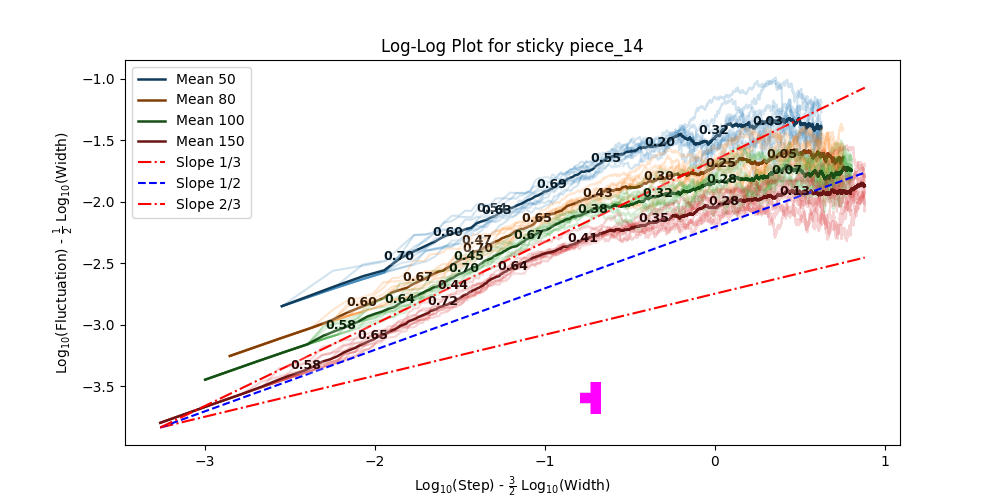 Log-Log Plot for sticky piece_14
Log₁₀(Fluctuation) - ½ Log₁₀(Width)
−1.0
−1.5
−2.0
−2.5
−3.0
−3.5
Mean 50
Mean 80
Mean 100
Mean 150
Slope 1/3
Slope 1/2
Slope 2/3
0.70 0.60 0.63 0.69 0.55 0.20 0.32 0.03
0.60 0.67 0.47 0.70 0.65 0.43 0.30 0.25 0.05
0.58 0.64 0.70 0.45 0.67 0.38 0.32 0.28 0.07
0.58 0.65 0.72 0.44 0.64 0.41 0.35 0.28 0.13
−3 −2 −1 0 1
Log₁₀(Step) - 3/2 Log₁₀(Width)